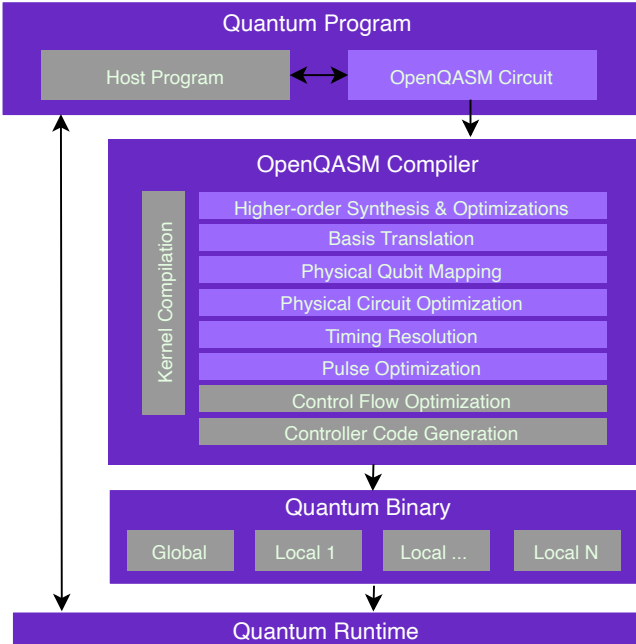 Quantum Program
Host Program
OpenQASM Circuit
OpenQASM Compiler
Kernel Compilation
Higher-order Synthesis & Optimizations
Basis Translation
Physical Qubit Mapping
Physical Circuit Optimization
Timing Resolution
Pulse Optimization
Control Flow Optimization
Controller Code Generation
Quantum Binary
Global
Local 1
Local ...
Local N
Quantum Runtime